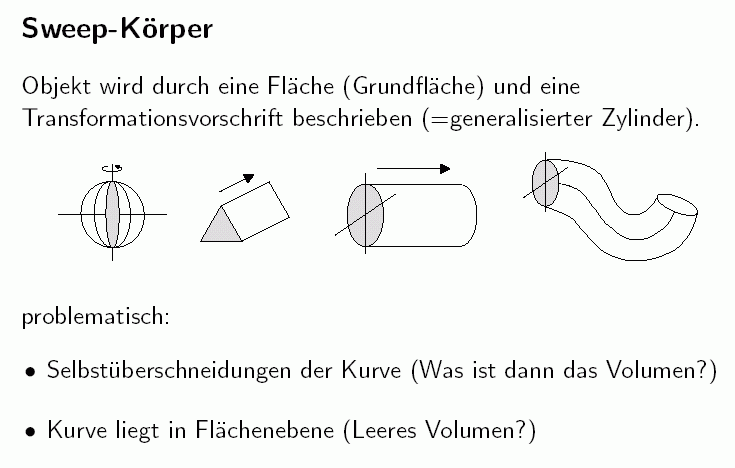 Sweep-Körper
Objekt wird durch eine Fläche (Grundfläche) und eine
Transformationsvorschrift beschrieben (=generalisierter Zylinder).
problematisch:
• Selbstüberschneidungen der Kurve (Was ist dann das Volumen?)
• Kurve liegt in Flächenebene (Leeres Volumen?)